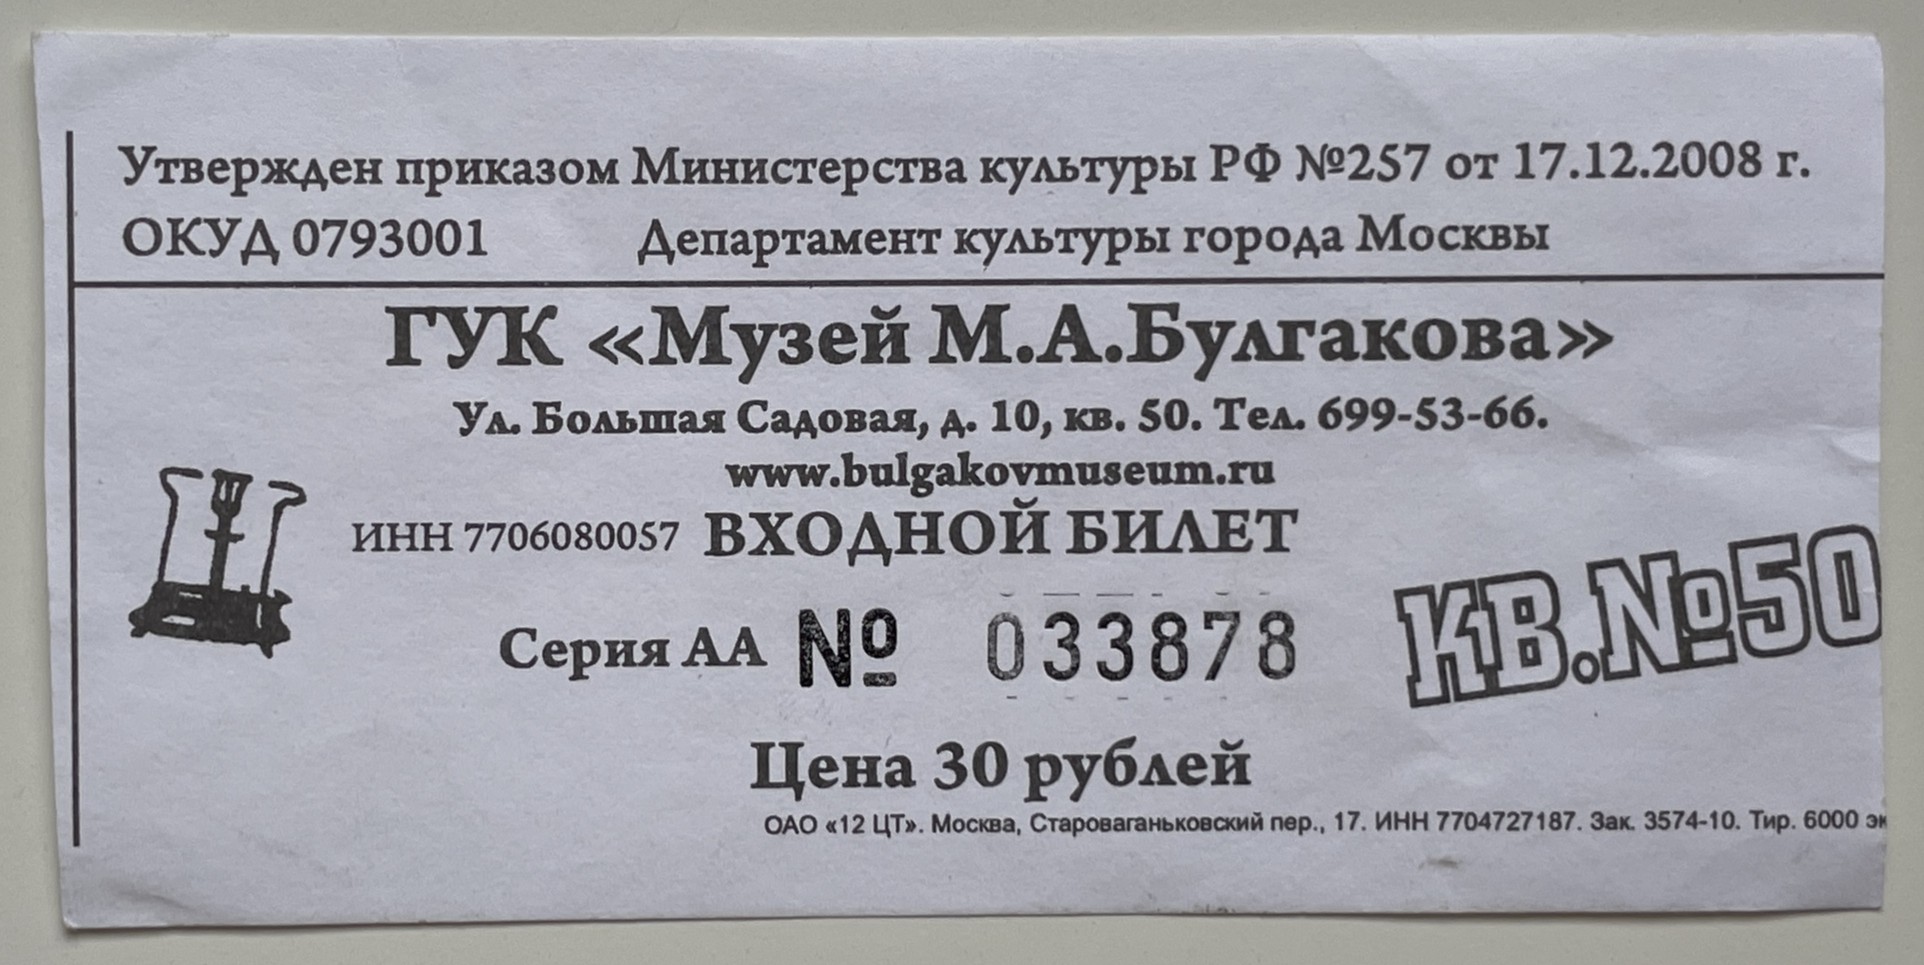 Утвержден приказом Министерства культуры РФ №257 от 17.12.2008 г.
ОКУД 0793001 Департамент культуры города Москвы
ГУК «Музей М.А.Булгакова»
Ул. Большая Садовая, д. 10, кв. 50. Тел. 699-53-66.
www.bulgakovmuseum.ru
ИНН 7706080057 ВХОДНОЙ БИЛЕТ
Серия АА № 033878
КВ.№50
Цена 30 рублей
ОАО «12 ЦТ». Москва, Староваганьковский пер., 17. ИНН 7704727187. Зак. 3574-10. Тир. 6000 эк